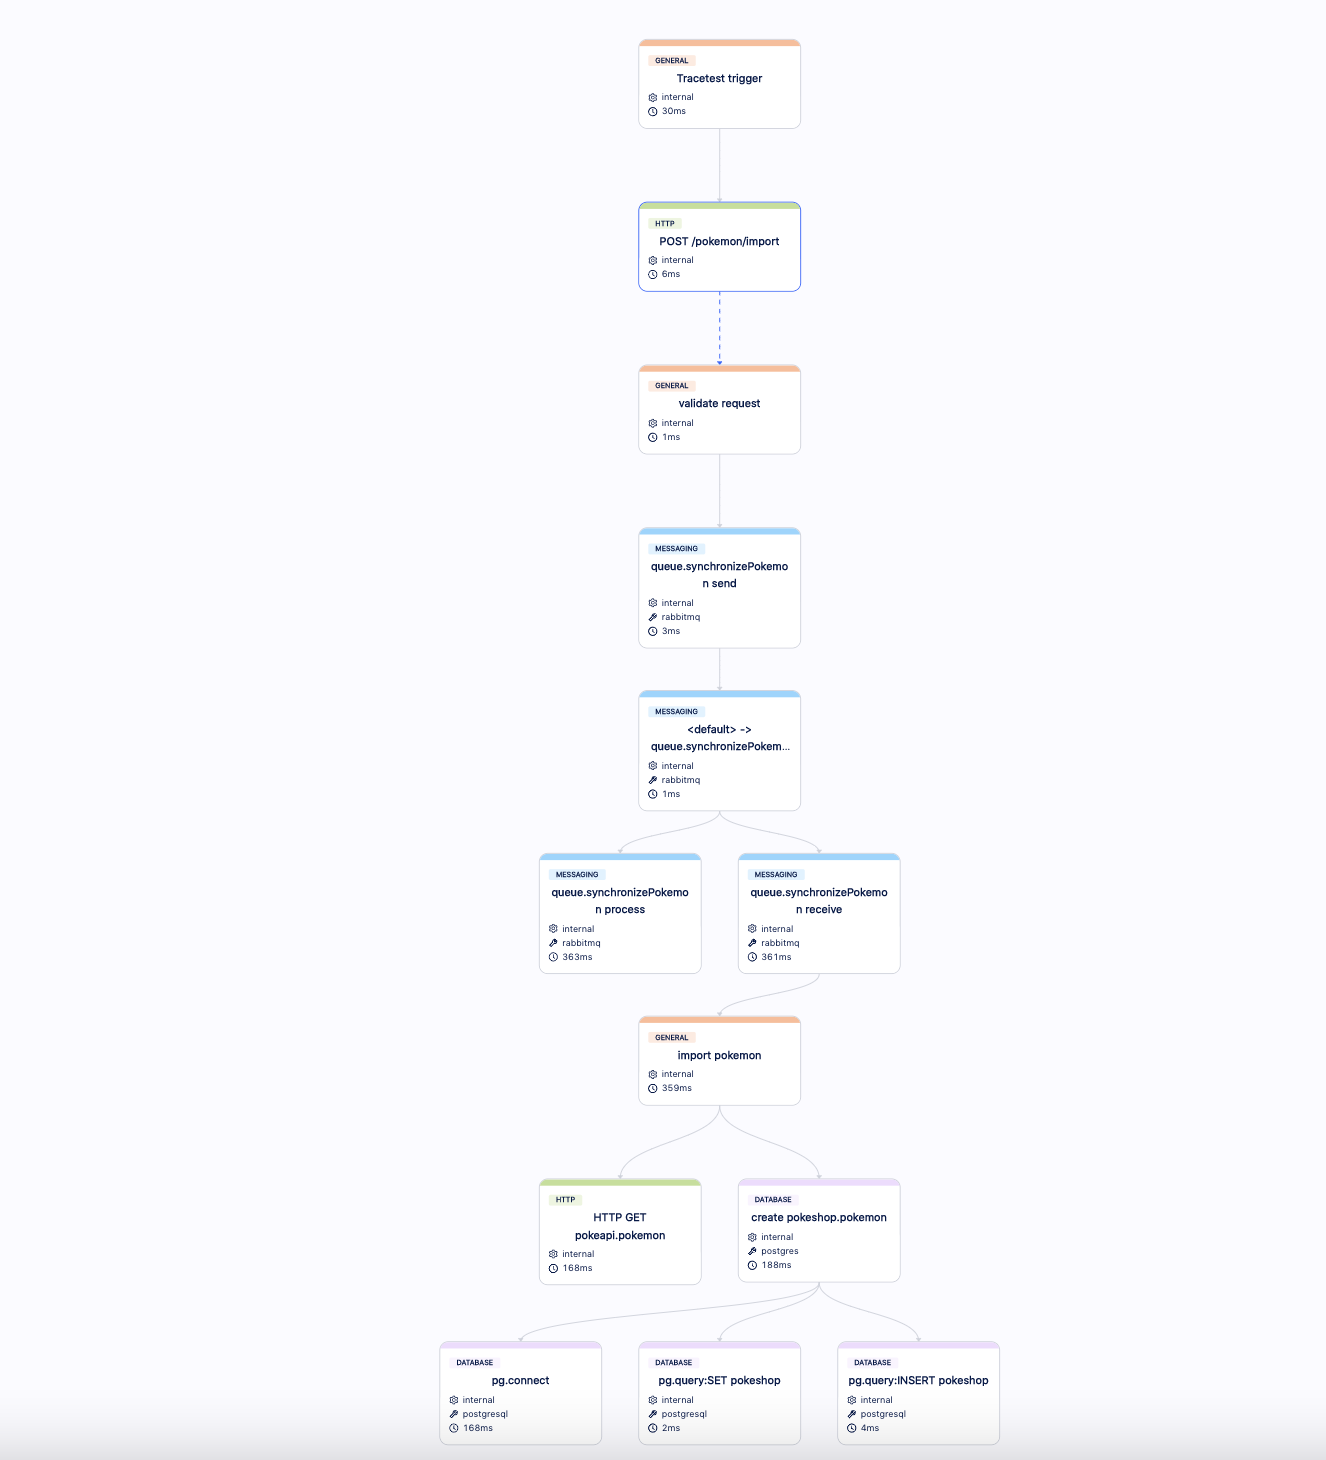 GENERAL
Tracetest trigger
internal
30ms
HTTP
POST /pokemon/import
internal
6ms
GENERAL
validate request
internal
1ms
MESSAGING
queue.synchronizePokemo
n send
internal
rabbitmq
3ms
MESSAGING
<default> ->
queue.synchronizePokem...
internal
rabbitmq
1ms
MESSAGING
queue.synchronizePokemo
n process
internal
rabbitmq
363ms
MESSAGING
queue.synchronizePokemo
n receive
internal
rabbitmq
361ms
GENERAL
import pokemon
internal
359ms
HTTP
HTTP GET
pokeapi.pokemon
internal
168ms
DATABASE
create pokeshop.pokemon
internal
postgres
188ms
DATABASE
pg.connect
internal
postgresql
168ms
DATABASE
pg.query:SET pokeshop
internal
postgresql
2ms
DATABASE
pg.query:INSERT pokeshop
internal
postgresql
4ms